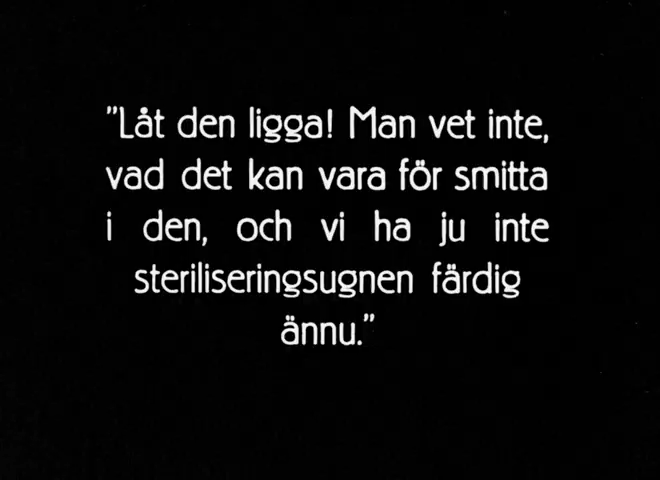 "Låt den ligga! Man vet inte,
vad det kan vara för smitta
i den, och vi ha ju inte
steriliseringsugnen färdig
ännu."